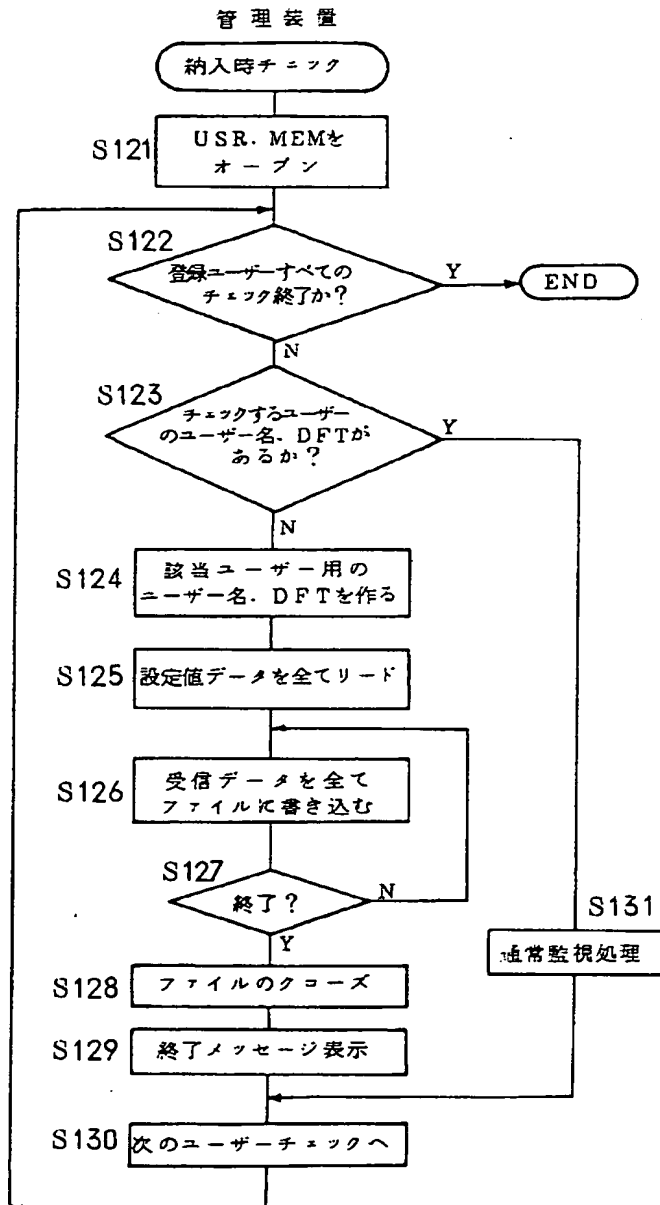 管理装置
納入時チェック
S121
USR. MEMを
オープン
S122
登録ユーザーすべての
チェック終了か?
Y
END
N
S123
チェックするユーザー
のユーザー名、DFTが
あるか?
Y
N
S124
該当ユーザー用の
ユーザー名、DFTを作る
S125
設定値データを全てリード
S126
受信データを全て
ファイルに書き込む
S127
終了?
N
Y
S131
通常監視処理
S128
ファイルのクローズ
S129
終了メッセージ表示
S130
次のユーザーチェックへ